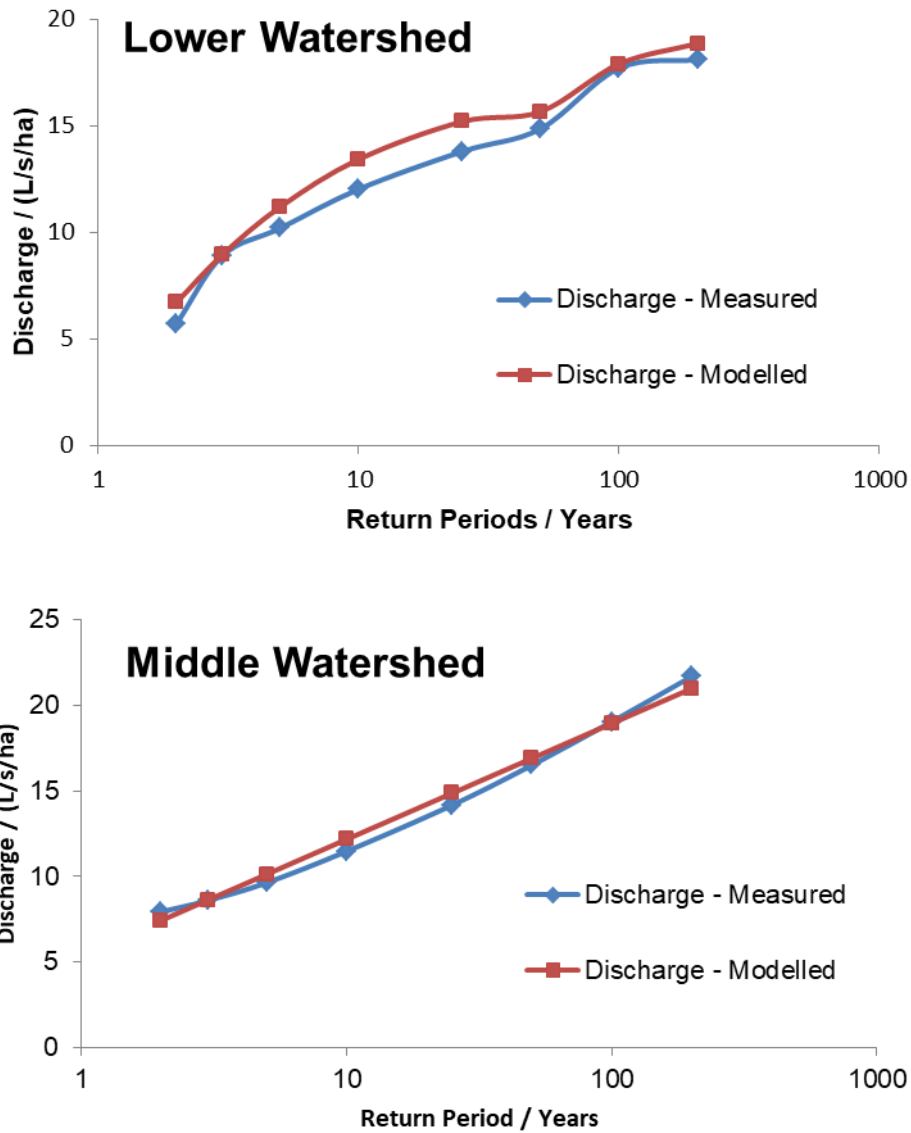 Lower Watershed
20
15
10
5
0
Discharge / (L/s/ha)
Discharge - Measured
Discharge - Modelled
1 10 100 1000
Return Periods / Years
Middle Watershed
25
20
15
10
5
0
Discharge / (L/s/ha)
Discharge - Measured
Discharge - Modelled
1 10 100 1000
Return Period / Years